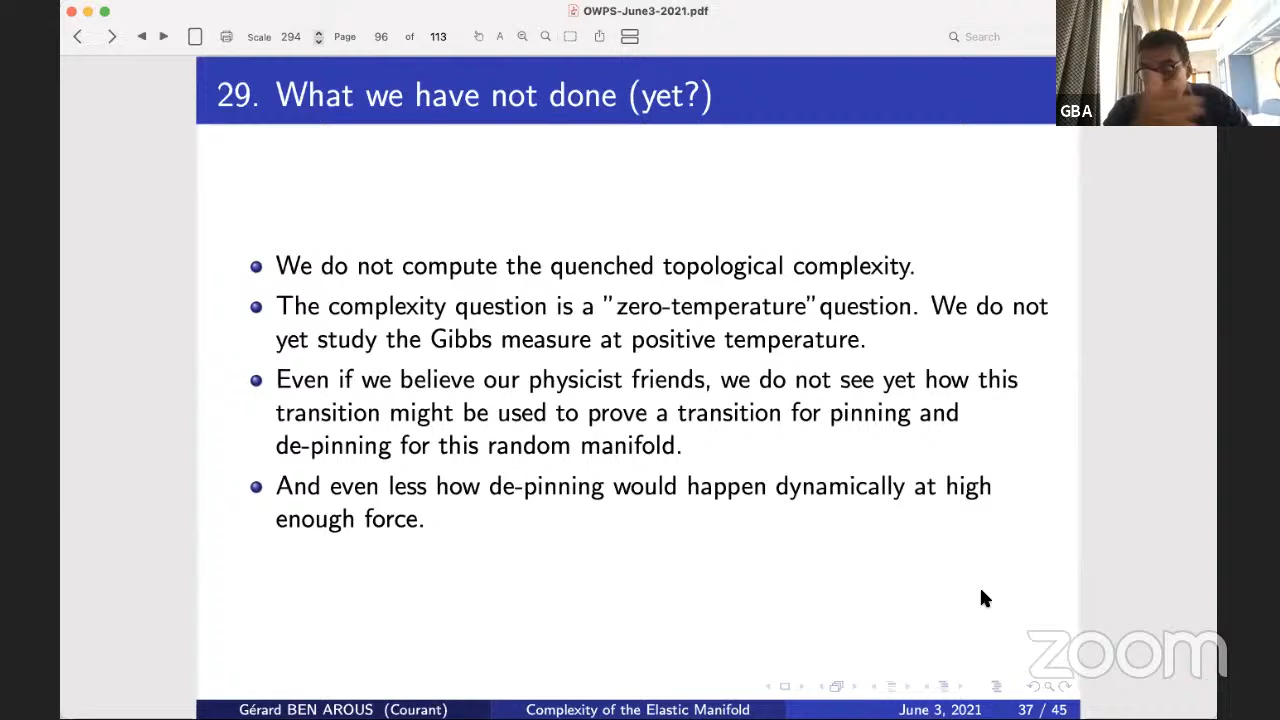 OWPS-June3-2021.pdf
Scale 294 Page 96 of 113 A Search
29. What we have not done (yet?)
GBA
We do not compute the quenched topological complexity.
The complexity question is a "zero-temperature"question. We do not
yet study the Gibbs measure at positive temperature.
Even if we believe our physicist friends, we do not see yet how this
transition might be used to prove a transition for pinning and
de-pinning for this random manifold.
And even less how de-pinning would happen dynamically at high
enough force.
zoom
Gérard BEN AROUS (Courant) Complexity of the Elastic Manifold June 3, 2021 37 / 45